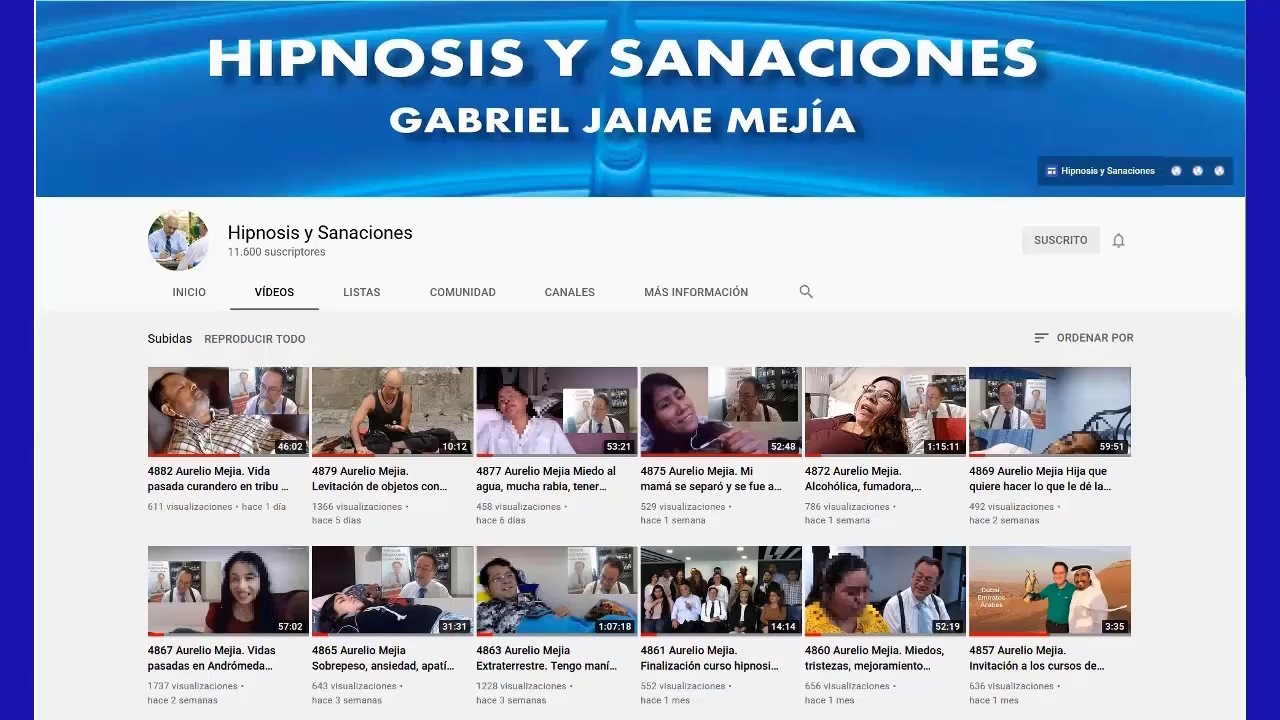 HIPNOSIS Y SANACIONES
GABRIEL JAIME MEJÍA
Hipnosis y Sanaciones
Hipnosis y Sanaciones
11.600 suscriptores
SUSCRITO
INICIO VÍDEOS LISTAS COMUNIDAD CANALES MÁS INFORMACIÓN
Subidas REPRODUCIR TODO ORDENAR POR
46:02
4882 Aurelio Mejia. Vida
pasada curandero en tribu ...
611 visualizaciones • hace 1 día
10:12
4879 Aurelio Mejia.
Levitación de objetos con...
1366 visualizaciones •
hace 5 días
53:21
4877 Aurelio Mejia Miedo al
agua, mucha rabia, tener...
458 visualizaciones •
hace 6 días
52:48
4875 Aurelio Mejia. Mi
mamá se separó y se fue a...
529 visualizaciones •
hace 1 semana
1:15:11
4872 Aurelio Mejia.
Alcohólica, fumadora,...
786 visualizaciones •
hace 1 semana
59:51
4869 Aurelio Mejia Hija que
quiere hacer lo que le dé la...
492 visualizaciones •
hace 2 semanas
57:02
4867 Aurelio Mejia. Vidas
pasadas en Andrómeda...
1737 visualizaciones •
hace 2 semanas
31:31
4865 Aurelio Mejia.
Sobrepeso, ansiedad, apatí...
643 visualizaciones •
hace 3 semanas
1:07:18
4863 Aurelio Mejia
Extraterrestre. Tengo maní...
1228 visualizaciones •
hace 3 semanas
14:14
4861 Aurelio Mejia.
Finalización curso hipnosi...
552 visualizaciones •
hace 1 mes
52:19
4860 Aurelio Mejia. Miedos,
tristezas, mejoramiento...
656 visualizaciones •
hace 1 mes
Dubai,
Emiratos
Arabes
3:35
4857 Aurelio Mejia.
Invitación a los cursos de...
636 visualizaciones •
hace 1 mes